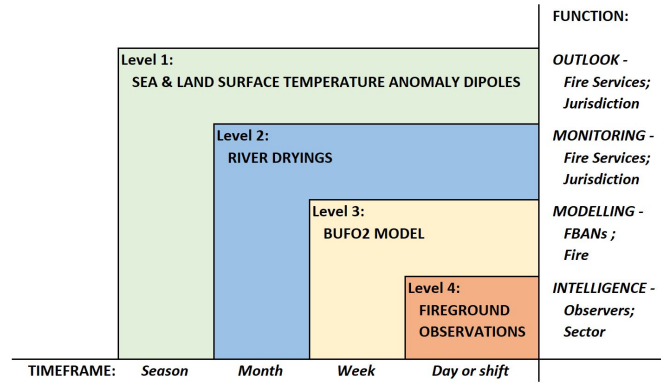 FUNCTION:
Level 1:
SEA & LAND SURFACE TEMPERATURE ANOMALY DIPOLES
OUTLOOK -
Fire Services;
Jurisdiction
Level 2:
RIVER DRYINGS
MONITORING -
Fire Services;
Jurisdiction
Level 3:
BUFO2 MODEL
MODELLING -
FBANs ;
Fire
Level 4:
FIREGROUND
OBSERVATIONS
INTELLIGENCE -
Observers;
Sector
TIMEFRAME: Season Month Week Day or shift